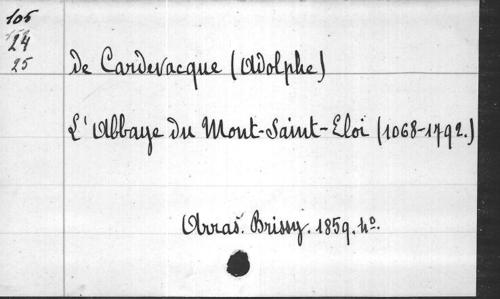 105
24
25
de Cardevacque (Adolphe)
L'Abbaye du Mont-Saint-Eloi (1068-1792.)
Arras. Brissy. 1859. 4o.